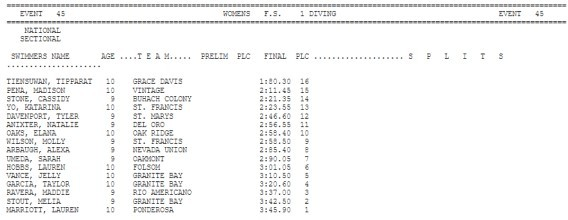 EVENT 45 WOMENS F.S. 1 DIVING EVENT 45
NATIONAL
SECTIONAL
SWIMMERS NAME AGE ....T E A M..... PRELIM PLC FINAL PLC ................ S P L I T S
.....................
TIENSUWAN, TIPPARAT 10 GRACE DAVIS 1:80.30 16
PENA, MADISON 10 VINTAGE 2:11.45 15
STONE, CASSIDY 9 BUHACH COLONY 2:21.35 14
YO, KATARINA 10 ST. FRANCIS 2:23.55 13
DAVENPORT, TYLER 9 ST. MARYS 2:46.60 12
ANIXTER, NATALIE 9 DEL ORO 2:56.55 11
OAKS, ELANA 10 OAK RIDGE 2:58.40 10
WILSON, MOLLY 9 ST. FRANCIS 2:58.50 9
ARBAUGH, ALEXA 9 NEVADA UNION 2:85.40 8
UMEDA, SARAH 9 OAKMONT 2:90.05 7
HOBBS, LAUREN 10 FOLSOM 3:01.05 6
VANCE, JELLY 10 GRANITE BAY 3:10.50 5
GARCIA, TAYLOR 10 GRANITE BAY 3:20.60 4
RAVERA, MADDIE 9 RIO AMERICANO 3:37.00 3
STOUT, MELIA 9 GRANITE BAY 3:42.50 2
MARRIOTT, LAUREN 10 PONDEROSA 3:45.90 1